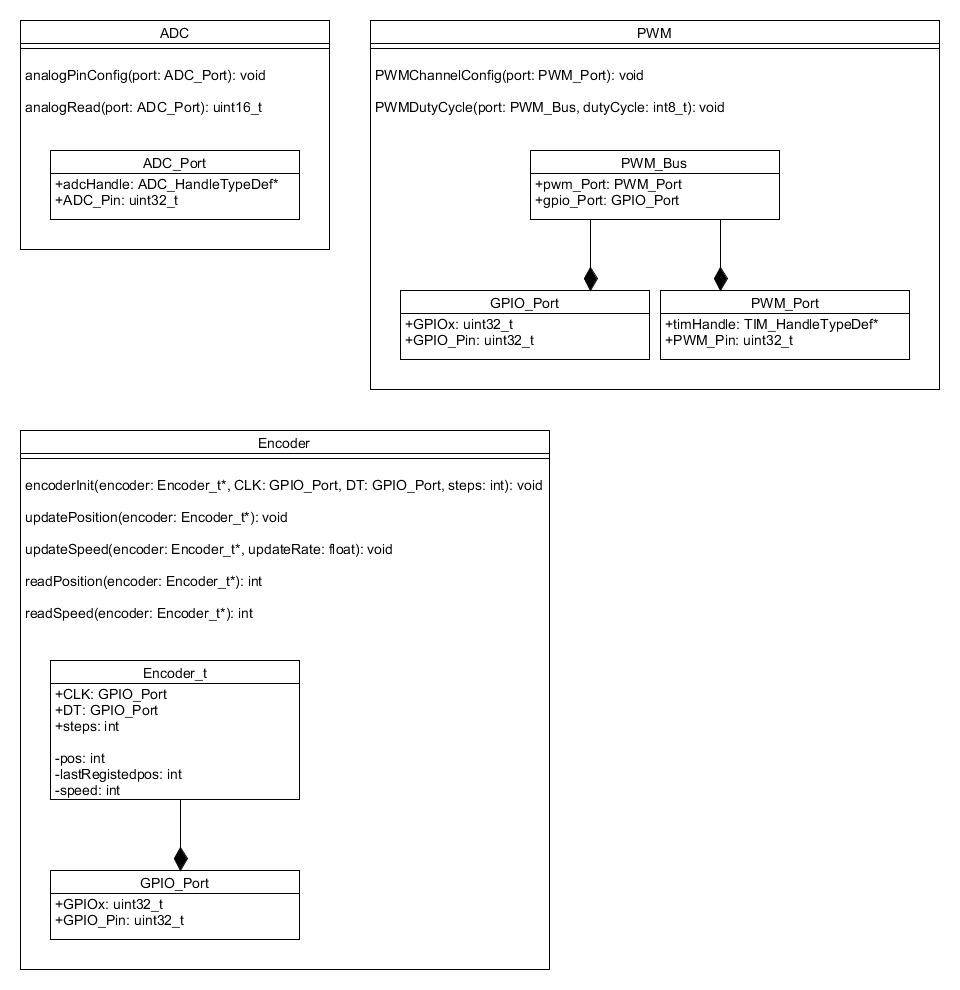 ADC
analogPinConfig(port: ADC_Port): void
analogRead(port: ADC_Port): uint16_t
ADC_Port
+adcHandle: ADC_HandleTypeDef*
+ADC_Pin: uint32_t
PWM
PWMChannelConfig(port: PWM_Port): void
PWMDutyCycle(port: PWM_Bus, dutyCycle: int8_t): void
PWM_Bus
+pwm_Port: PWM_Port
+gpio_Port: GPIO_Port
GPIO_Port
+GPIOx: uint32_t
+GPIO_Pin: uint32_t
PWM_Port
+timHandle: TIM_HandleTypeDef*
+PWM_Pin: uint32_t
Encoder
encoderInit(encoder: Encoder_t*, CLK: GPIO_Port, DT: GPIO_Port, steps: int): void
updatePosition(encoder: Encoder_t*): void
updateSpeed(encoder: Encoder_t*, updateRate: float): void
readPosition(encoder: Encoder_t*): int
readSpeed(encoder: Encoder_t*): int
Encoder_t
+CLK: GPIO_Port
+DT: GPIO_Port
+steps: int
-pos: int
-lastRegistedpos: int
-speed: int
GPIO_Port
+GPIOx: uint32_t
+GPIO_Pin: uint32_t